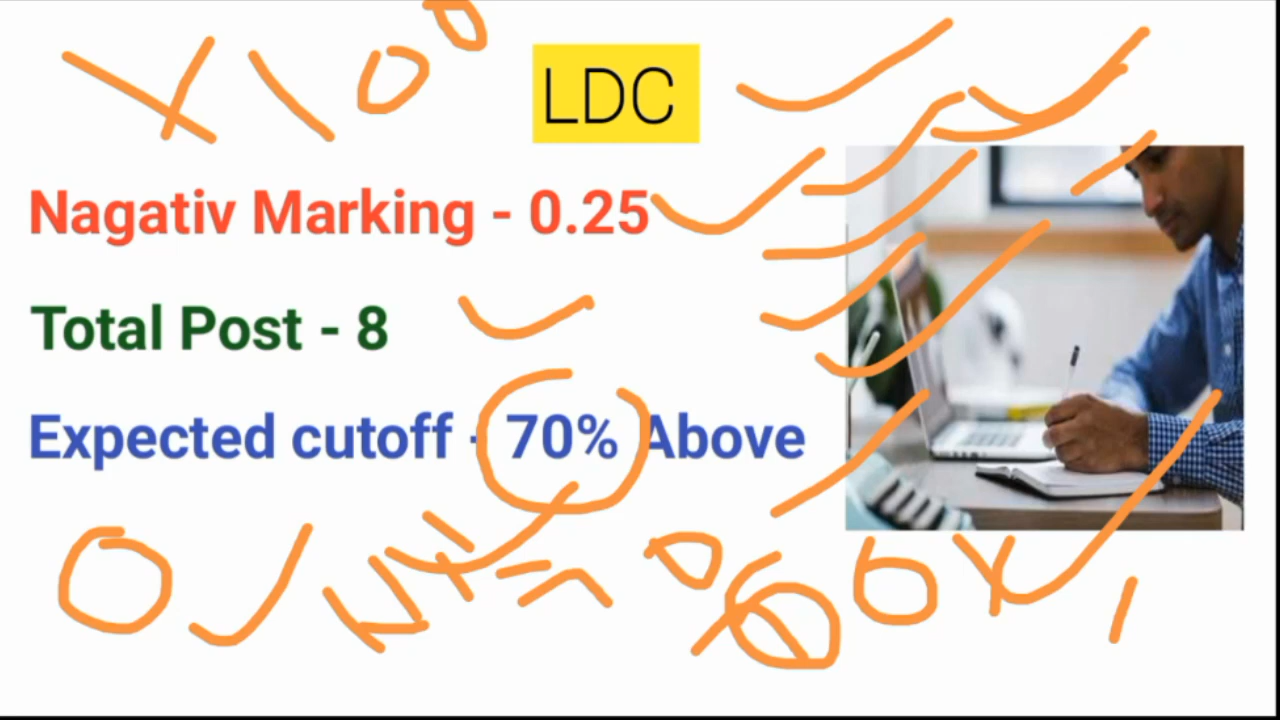 LDC
Nagativ Marking - 0.25
Total Post - 8
Expected cutoff - 70% Above